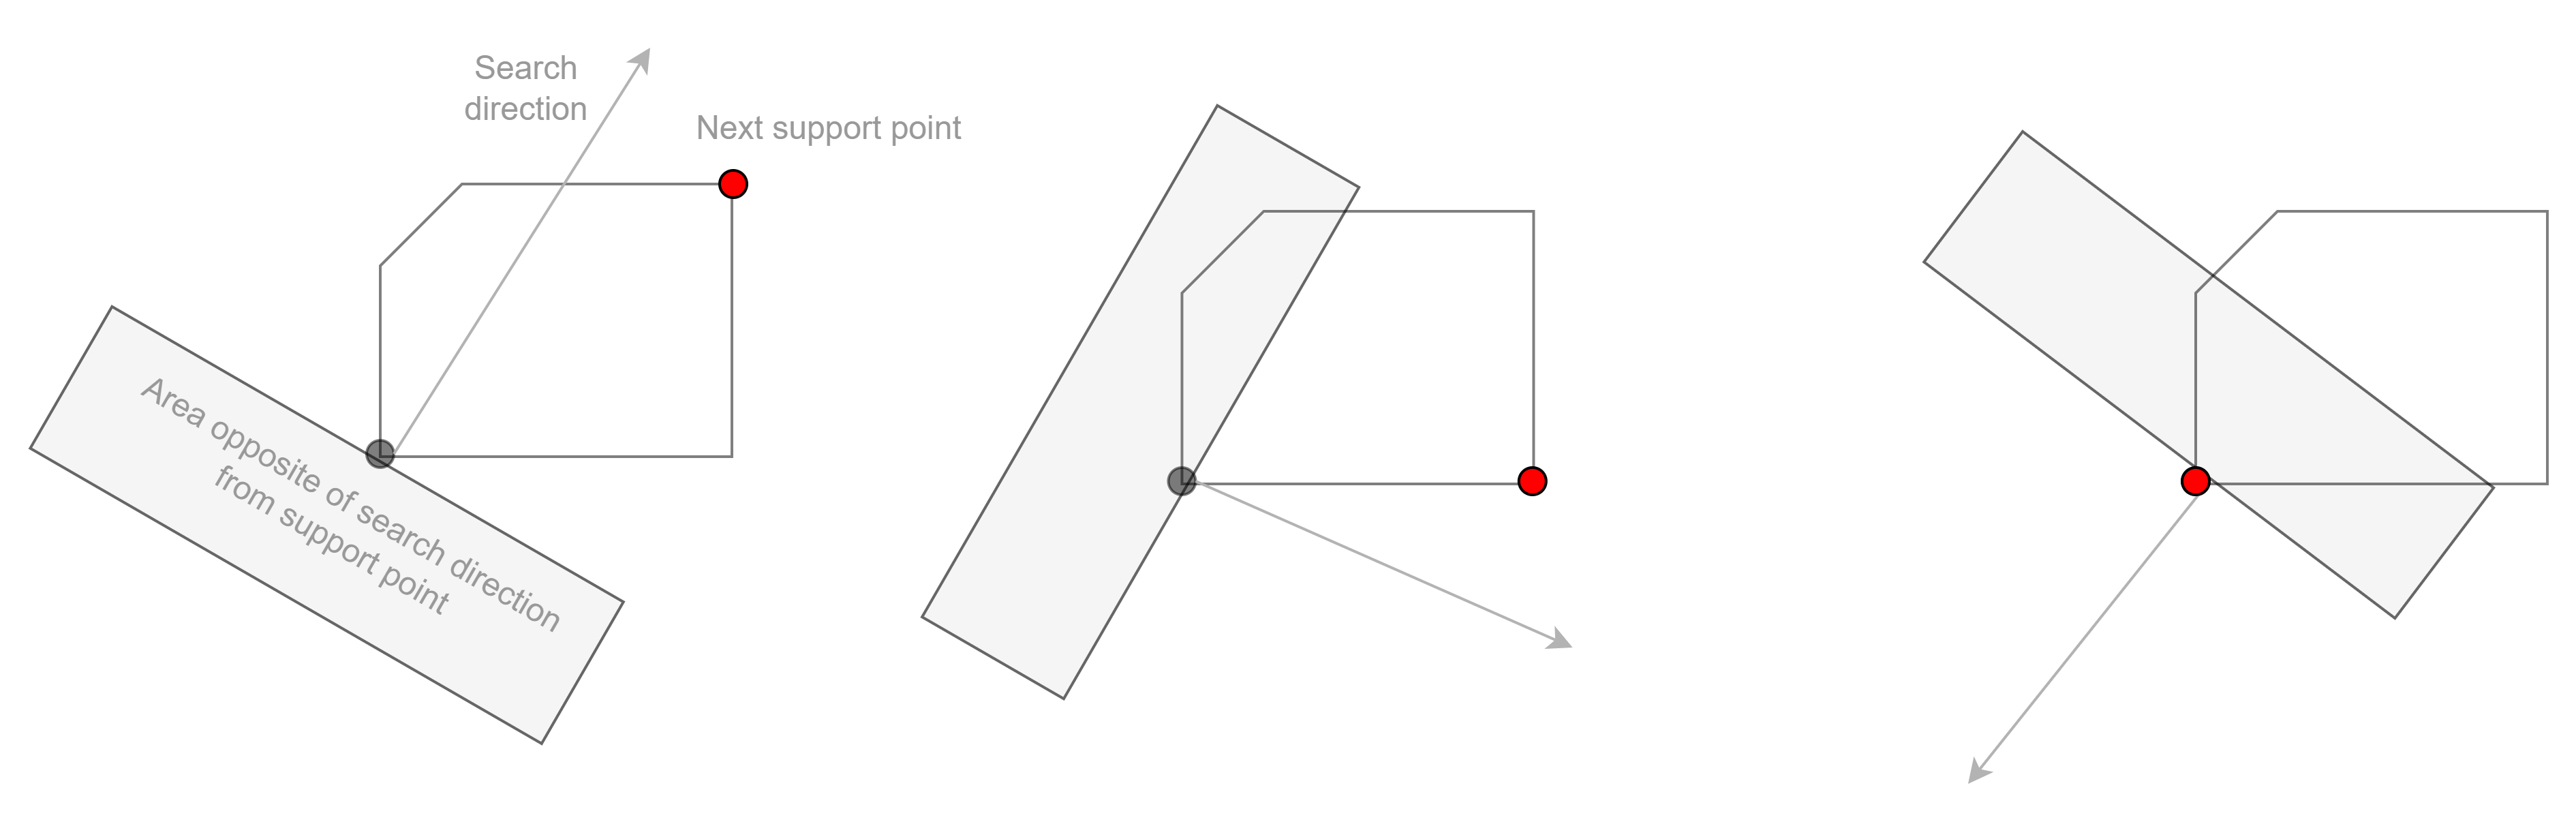 Search
direction
Next support point
Area opposite of search direction
from support point